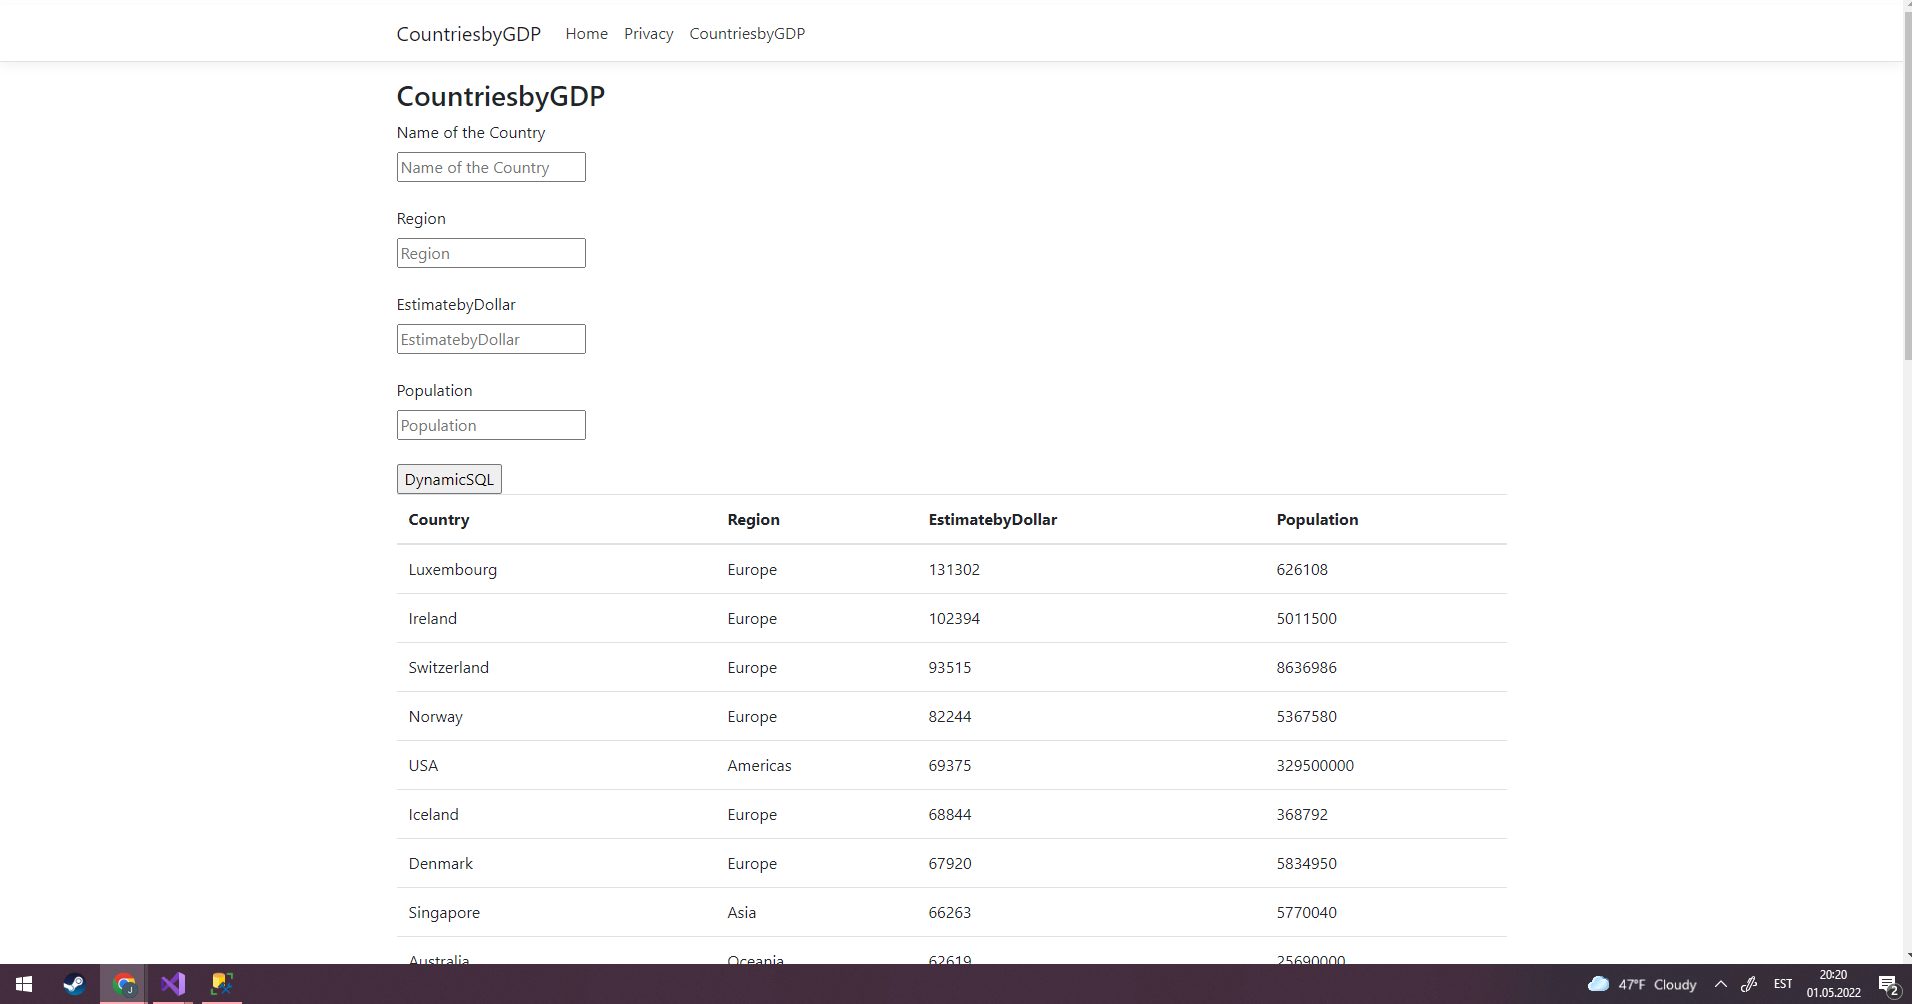 CountriesbyGDP Home Privacy CountriesbyGDP
CountriesbyGDP
Name of the Country
Name of the Country
Region
Region
EstimatebyDollar
EstimatebyDollar
Population
Population
DynamicSQL
Country Region EstimatebyDollar Population
Luxembourg Europe 131302 626108
Ireland Europe 102394 5011500
Switzerland Europe 93515 8636986
Norway Europe 82244 5367580
USA Americas 69375 329500000
Iceland Europe 68844 368792
Denmark Europe 67920 5834950
Singapore Asia 66263 5770040
Australia Oceania 62619 25690000
47°F Cloudy EST 20:20
01.05.2022 2